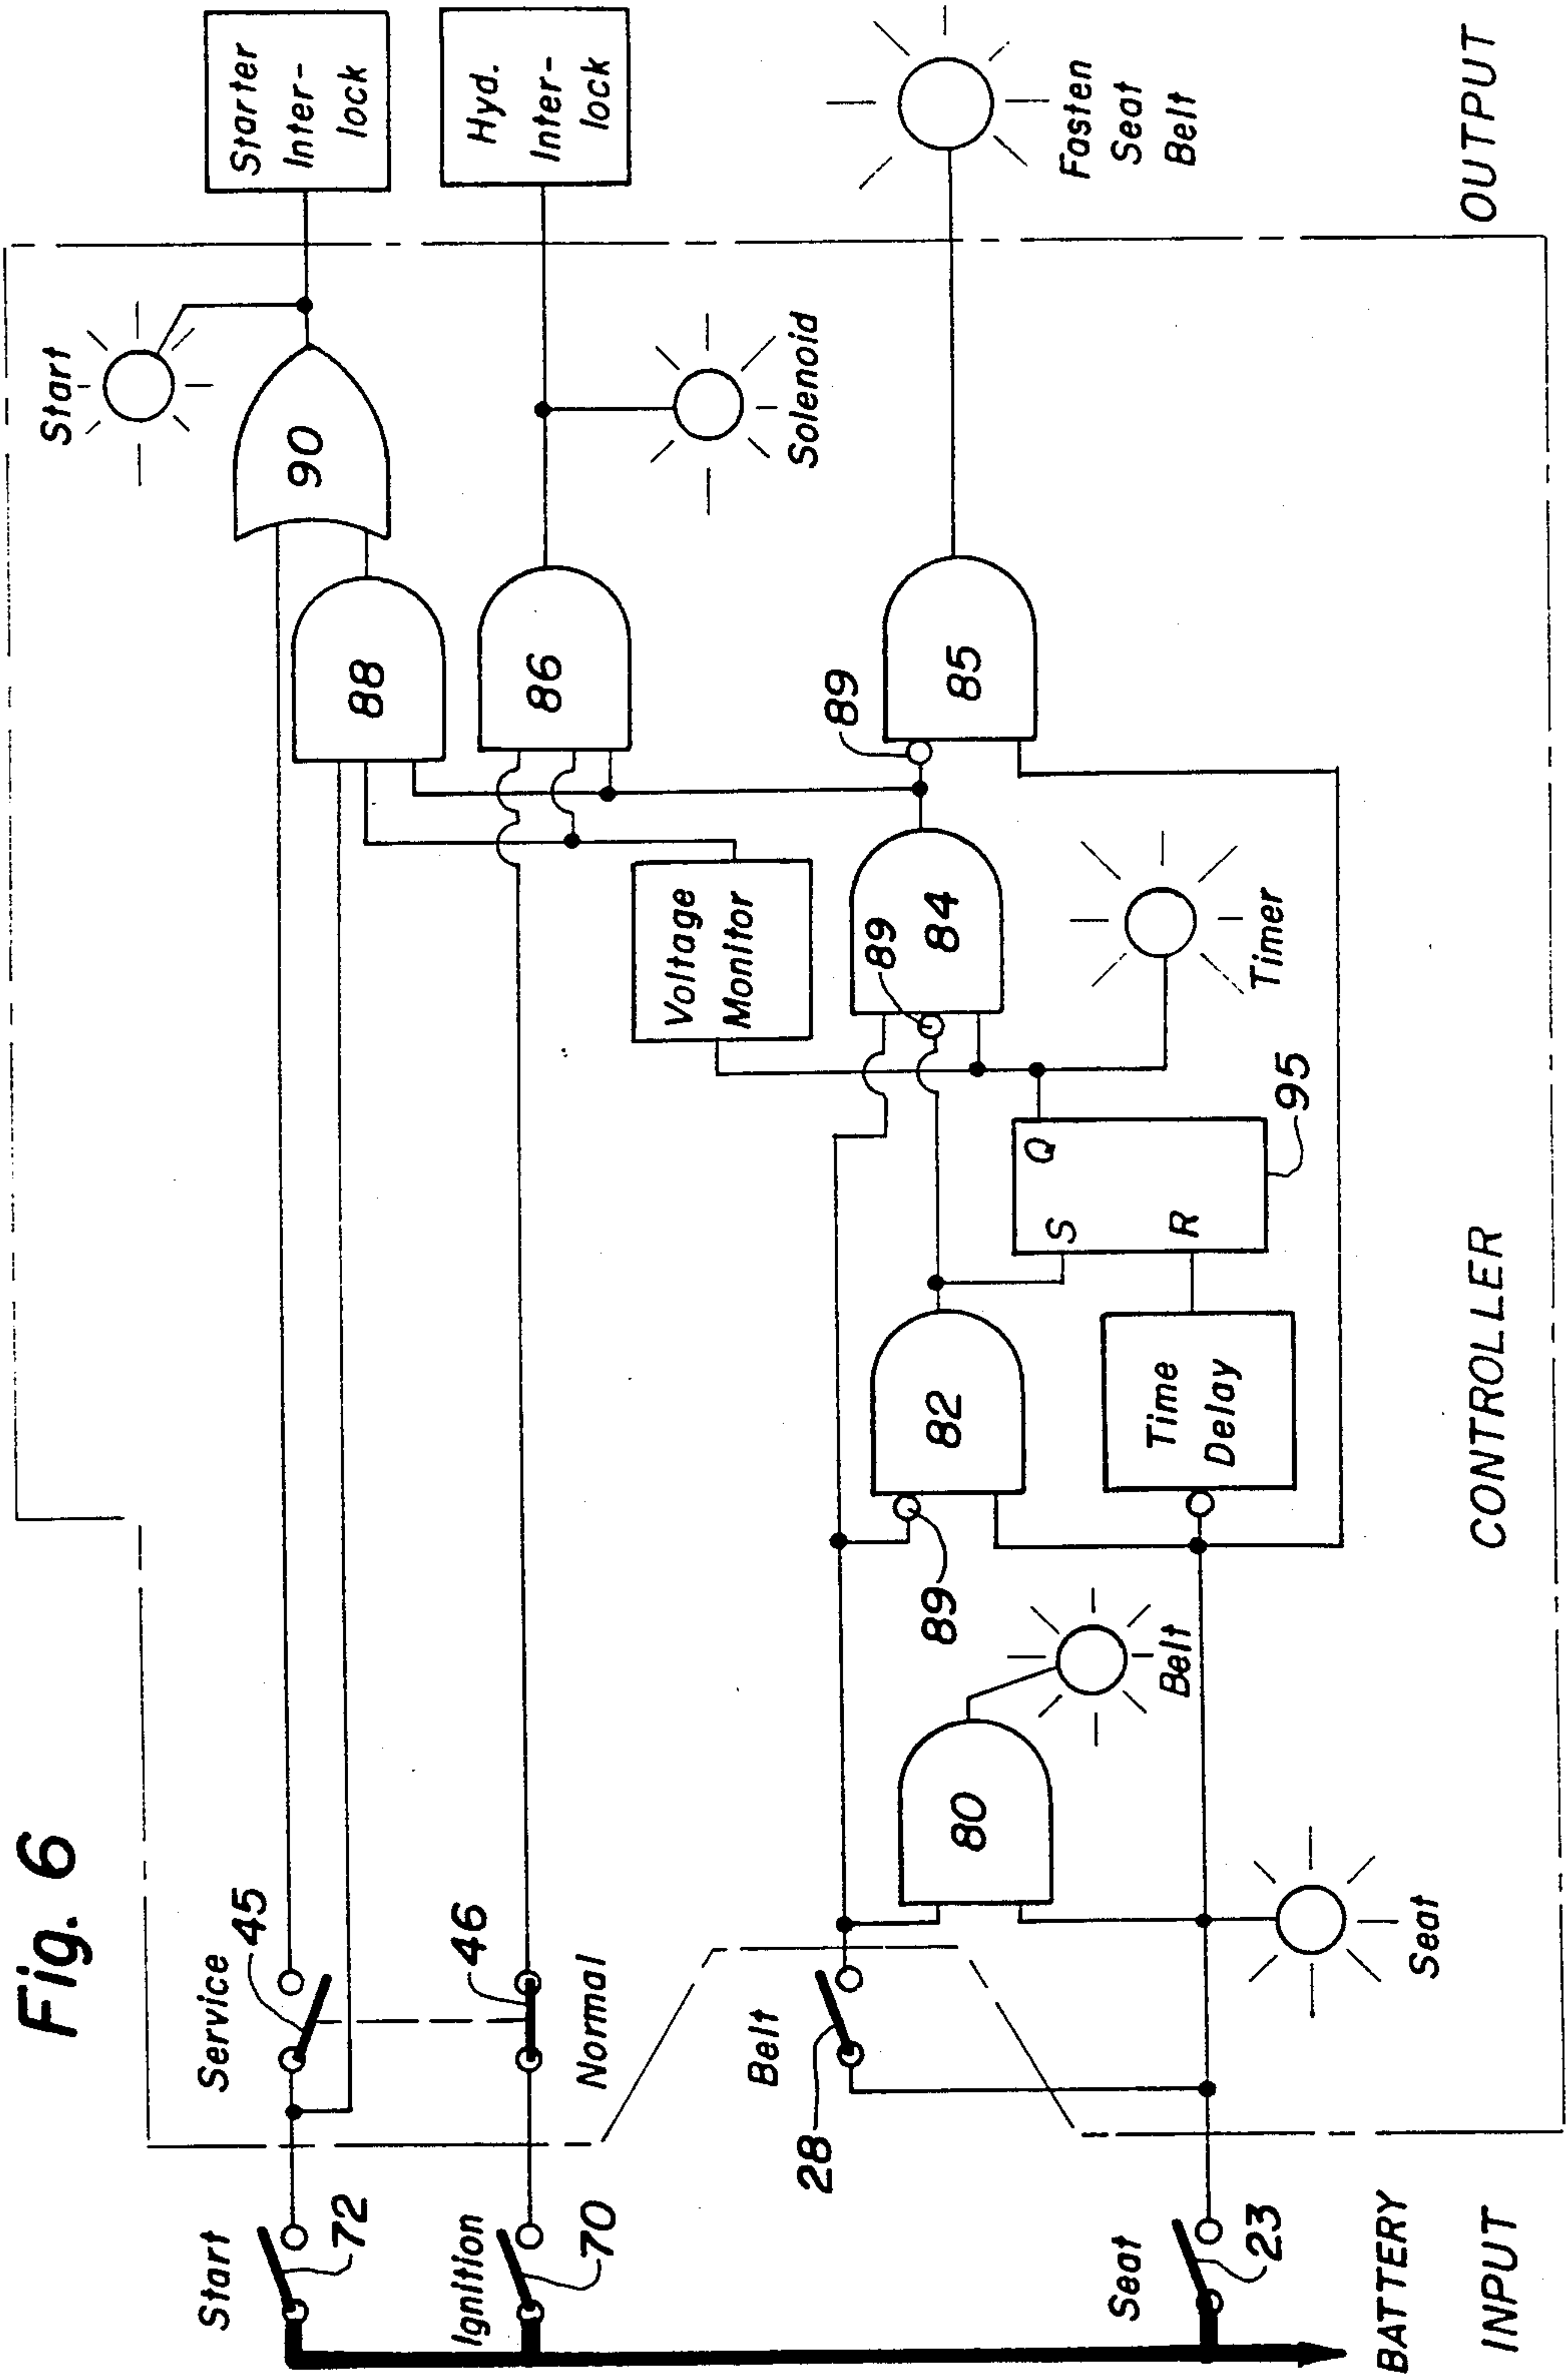 Fig. 6
Start
72
Ignition
70
Seat
23
BATTERY
INPUT
Service
45
46
Normal
Belt
28
Seat
80
Belt
89
82
Time
Delay
S
R
Q
95
Voltage
Monitor
89
84
Timer
88
86
89
85
90
Start
Solenoid
CONTROLLER
Starter
Inter-
lock
Hyd.
Inter-
lock
Fasten
Seat
Belt
OUTPUT